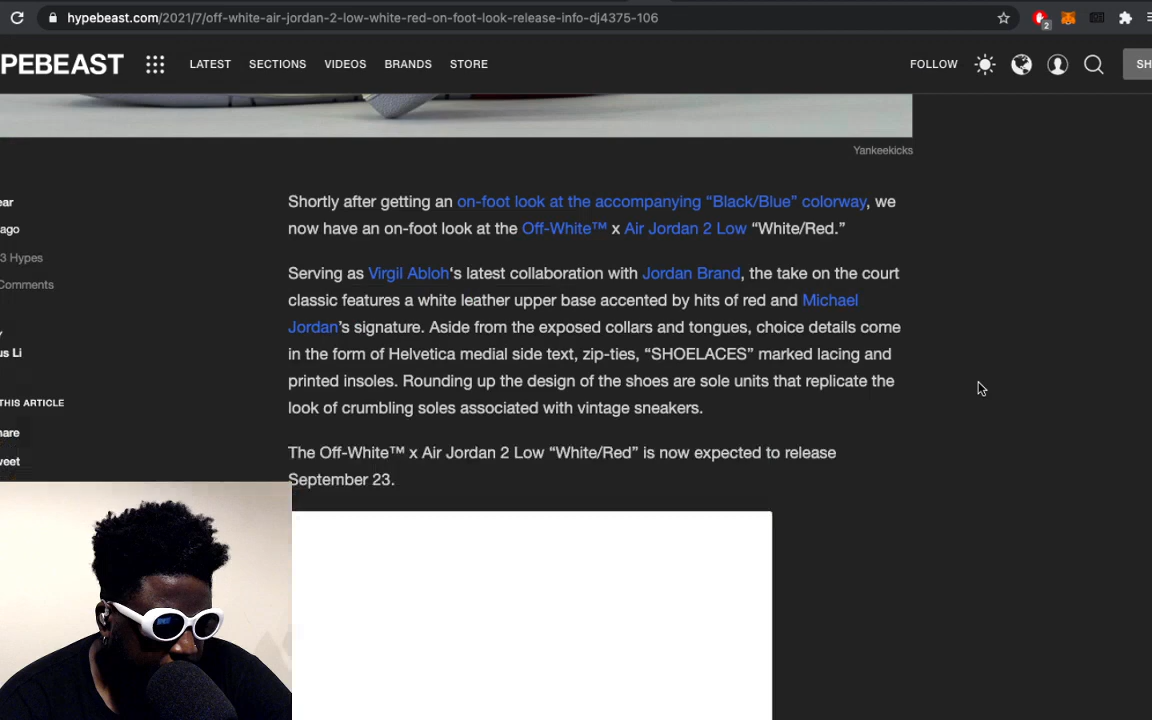 hypebeast.com/2021/7/off-white-air-jordan-2-low-white-red-on-foot-look-release-info-dj4375-106
2
PEBEAST
LATEST SECTIONS VIDEOS BRANDS STORE
FOLLOW
SH
Yankeekicks
ear
ago
3 Hypes
Comments
us Li
THIS ARTICLE
hare
weet
Shortly after getting an on-foot look at the accompanying “Black/Blue” colorway, we
now have an on-foot look at the Off-White™ x Air Jordan 2 Low “White/Red.”
Serving as Virgil Abloh‘s latest collaboration with Jordan Brand, the take on the court
classic features a white leather upper base accented by hits of red and Michael
Jordan’s signature. Aside from the exposed collars and tongues, choice details come
in the form of Helvetica medial side text, zip-ties, “SHOELACES” marked lacing and
printed insoles. Rounding up the design of the shoes are sole units that replicate the
look of crumbling soles associated with vintage sneakers.
The Off-White™ x Air Jordan 2 Low “White/Red” is now expected to release
September 23.